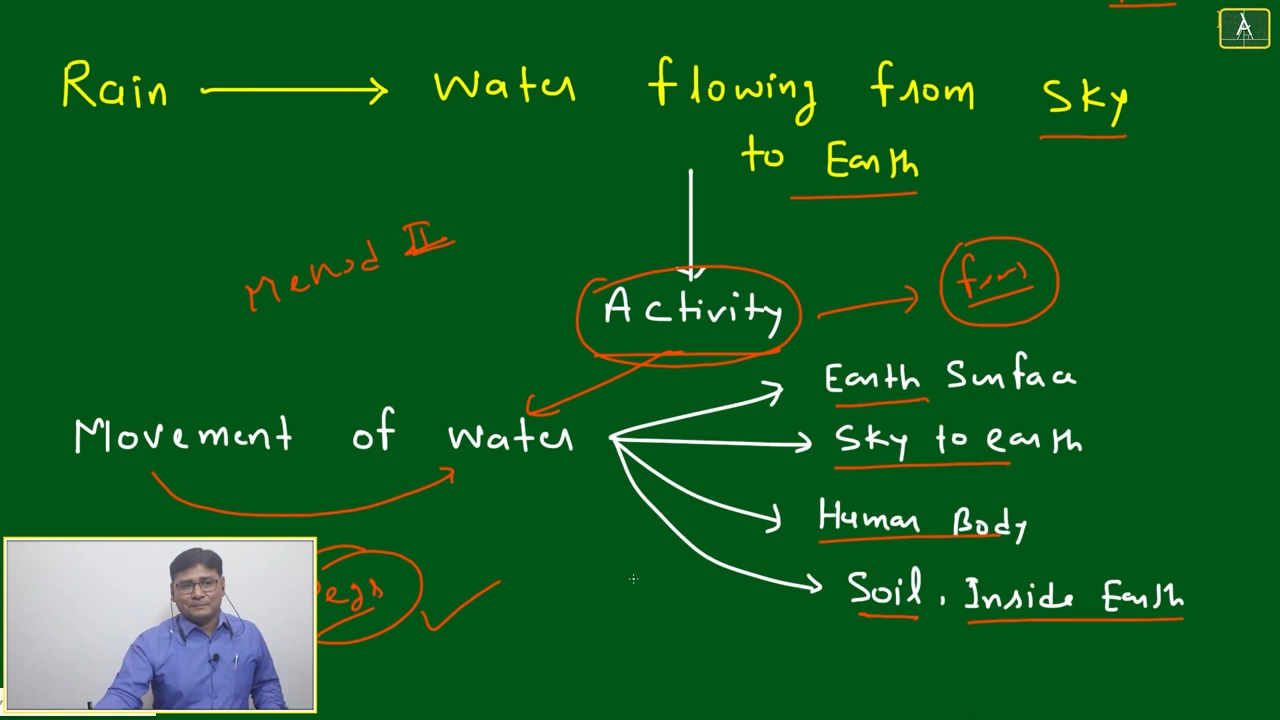 Rain → Water flowing from Sky
to Earth
Method II
Activity →
Earth Surface
Movement of water
Sky to earth
Human Body
Soil, Inside Earth